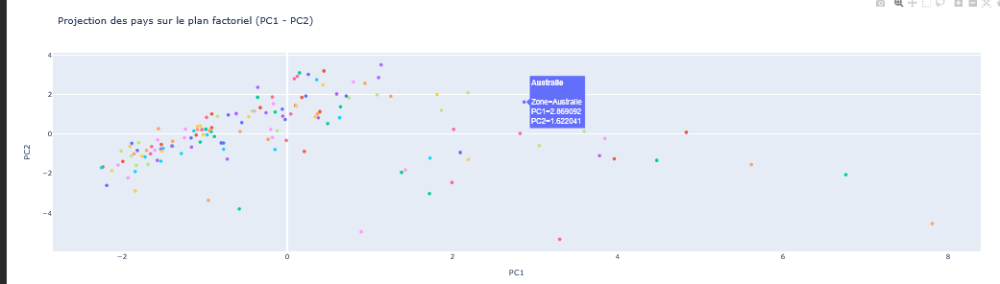 Projection des pays sur le plan factoriel (PC1 - PC2)
4
2
0
−2
−4
PC2
Australie
Zone=Australie
PC1=2.869092
PC2=1.622041
−2
0
2
4
6
8
PC1